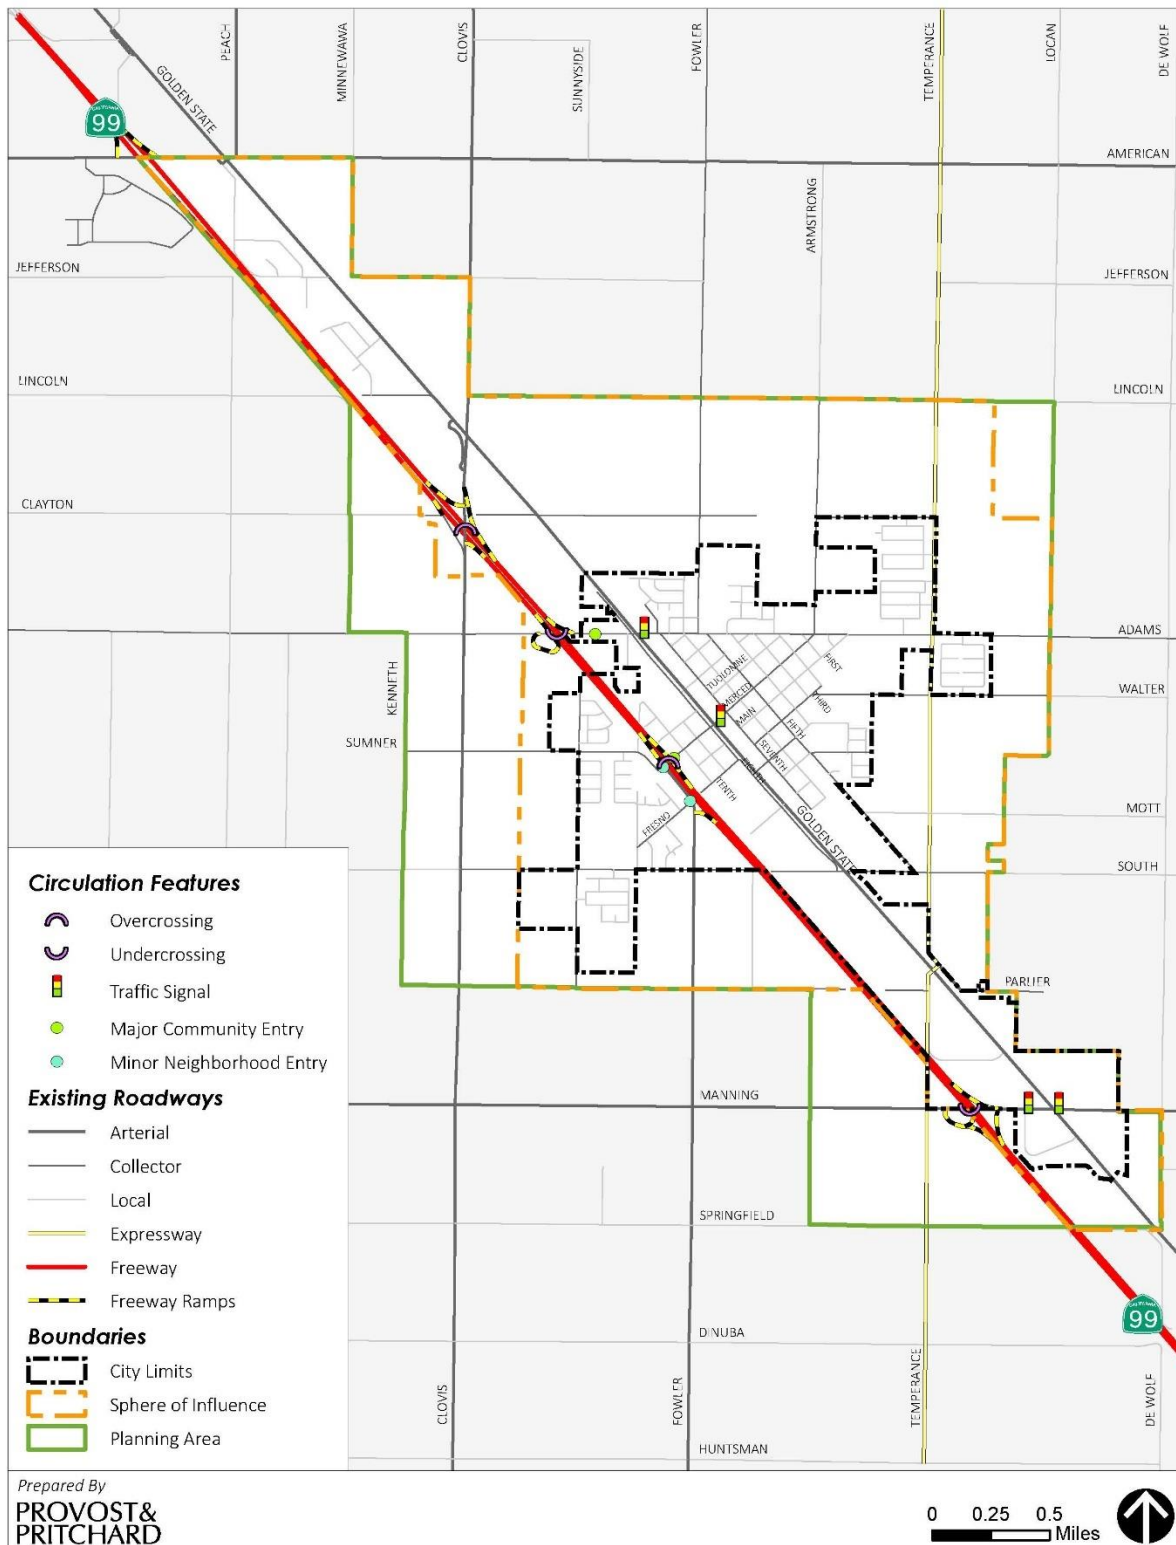 PEACH
MINNEWAWA
CLOVIS
SUNNYSIDE
FOWLER
TEMPERANCE
LOCAN
DE WOLF
GOLDEN STATE
99
AMERICAN
ARMSTRONG
JEFFERSON
JEFFERSON
LINCOLN
LINCOLN
CLAYTON
ADAMS
TUOLOMNE
FIRST
KENNETH
MERCED
WALTER
MAIN
THIRD
FIFTH
SUMNER
SEVENTH
EIGHTH
TENTH
FRESNO
GOLDEN STATE
MOTT
SOUTH
PARLIER
MANNING
SPRINGFIELD
99
DINUBA
CLOVIS
FOWLER
TEMPERANCE
DE WOLF
HUNTSMAN
Circulation Features
Overcrossing
Undercrossing
Traffic Signal
Major Community Entry
Minor Neighborhood Entry
Existing Roadways
Arterial
Collector
Local
Expressway
Freeway
Freeway Ramps
Boundaries
City Limits
Sphere of Influence
Planning Area
Prepared By
PROVOST&
PRITCHARD
0 0.25 0.5
Miles